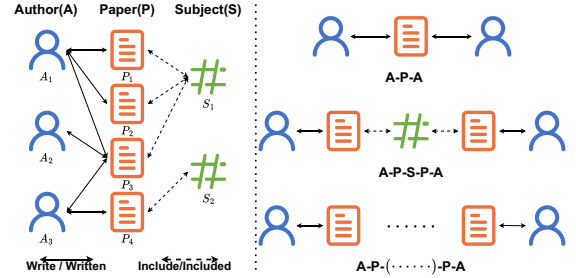 Author(A) Paper(P) Subject(S)
A1 P1
S1
P2
A2 P3
S2
A3 P4
Write / Written Include/Included
A-P-A
A-P-S-P-A
A-P-(······)-P-A